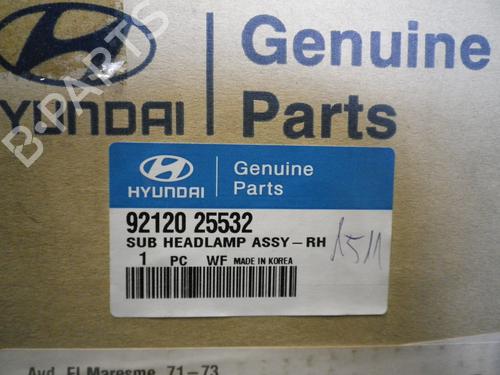 Genuine
HYUNDAI
Parts
B-PARTS
Genuine
HYUNDAI
Parts
92120 25532
SUB HEADLAMP ASSY-RH
1 PC WF MADE IN KOREA
Avd. El Maresme, 71-73